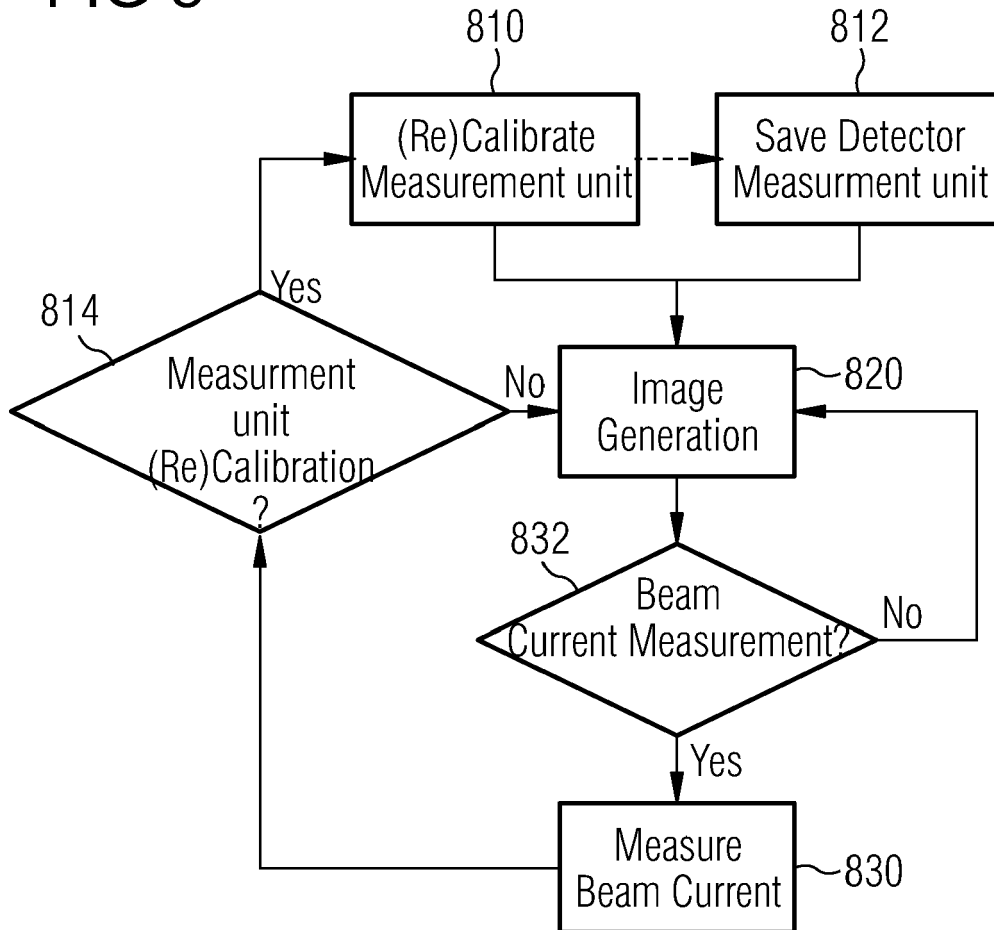 810
812
(Re)Calibrate
Measurement unit
Save Detector
Measurment unit
Yes
814
Measurment
unit
(Re)Calibration
?
No
Image
Generation
820
832
Beam
Current Measurement?
No
Yes
Measure
Beam Current
830